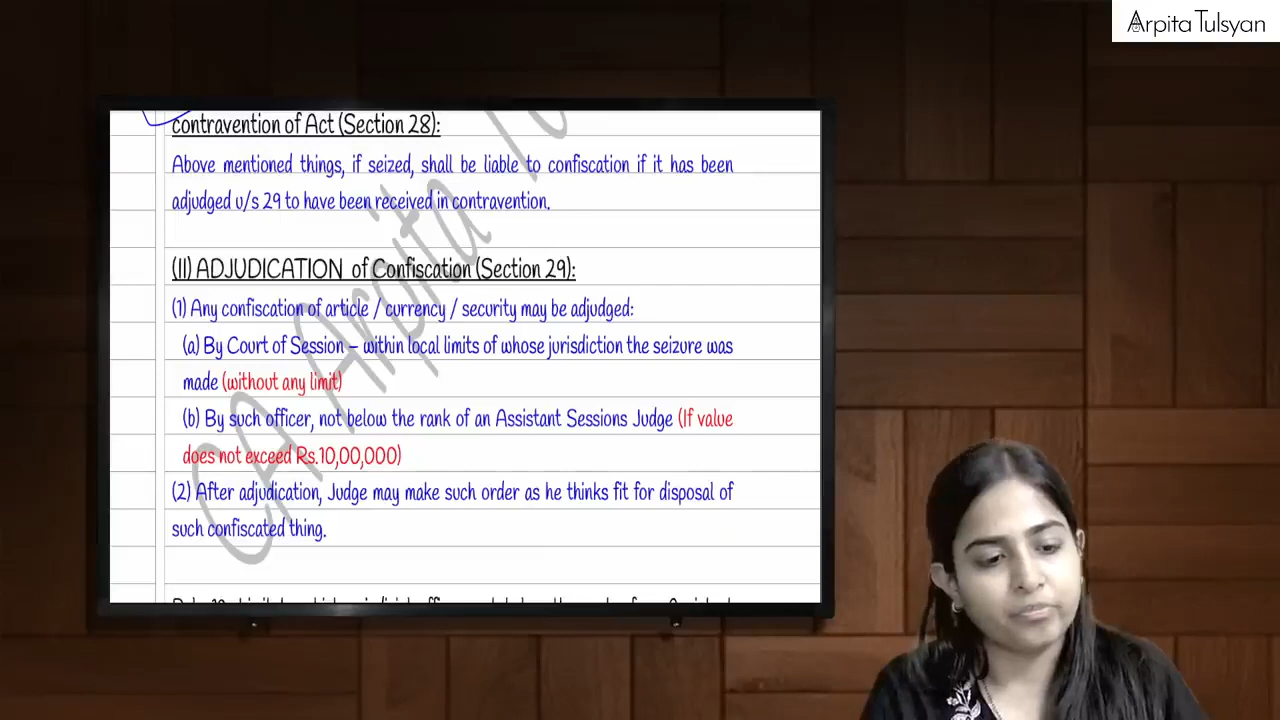 Arpita Tulsyan
contravention of Act (Section 28):
Above mentioned things, if seized, shall be liable to confiscation if it has been
adjudged u/s 29 to have been received in contravention.
(II) ADJUDICATION of Confiscation (Section 29):
(1) Any confiscation of article / currency / security may be adjudged:
(a) By Court of Session – within local limits of whose jurisdiction the seizure was
made (without any limit)
(b) By such officer, not below the rank of an Assistant Sessions Judge (If value
does not exceed Rs.10,00,000)
(2) After adjudication, Judge may make such order as he thinks fit for disposal of
such confiscated thing.
CA Arpita